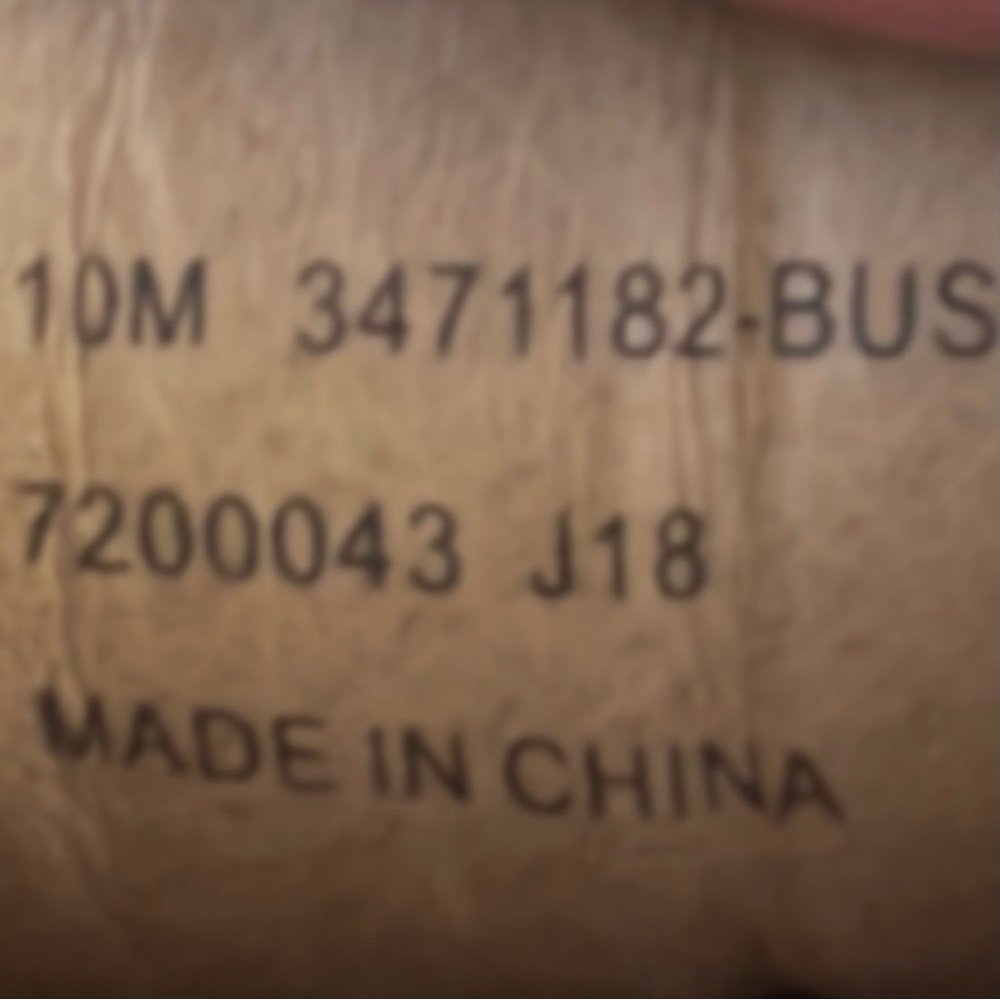 10M 3471182-BUS
7200043 J18
MADE IN CHINA